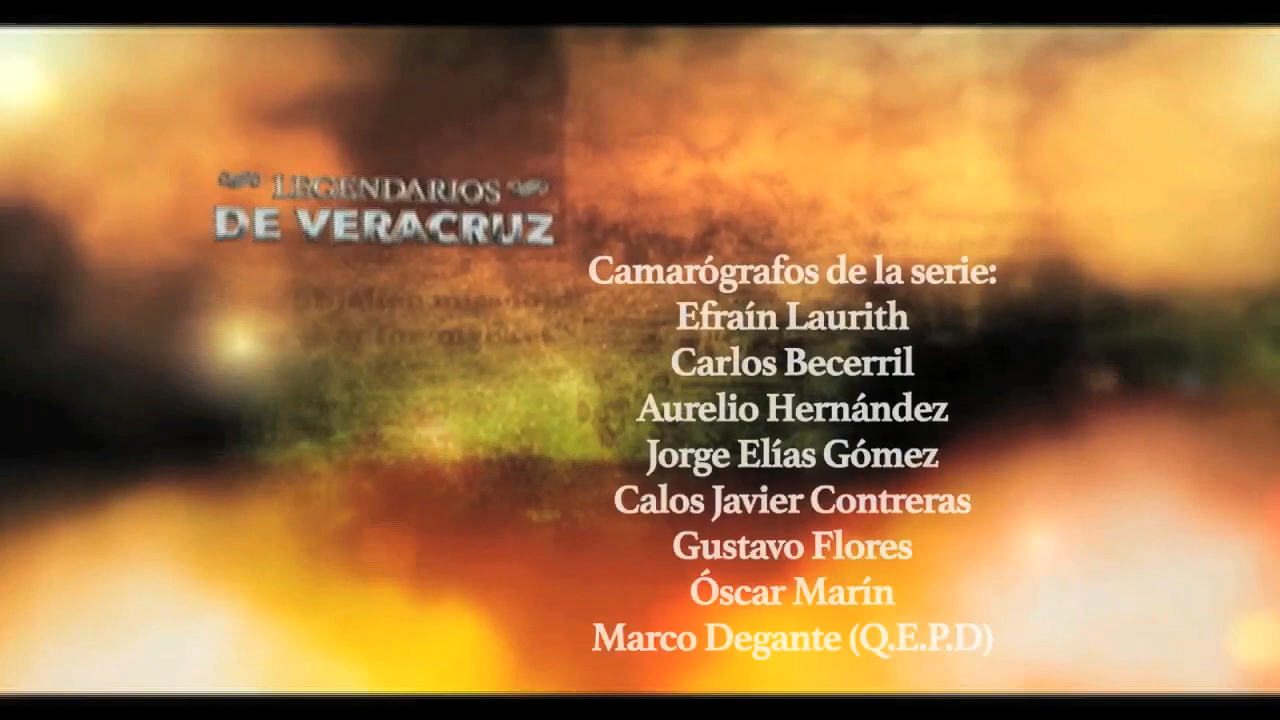 LEGENDARIOS
DE VERACRUZ
Camarógrafos de la serie:
Efraín Laurith
Carlos Becerril
Aurelio Hernández
Jorge Elías Gómez
Calos Javier Contreras
Gustavo Flores
Óscar Marín
Marco Degante (Q.E.P.D)